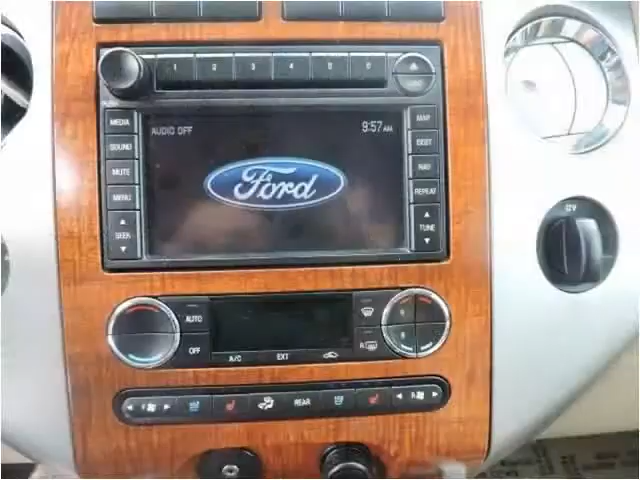 1 2 3 4 5 6
MEDIA
SOUND
MUTE
MENU
SEEK
AUDIO OFF
9:57AM
Ford
MAP
DEST
NAV
REPEAT
TUNE
AUTO
OFF
A/C
EXT
R
F
REAR
R